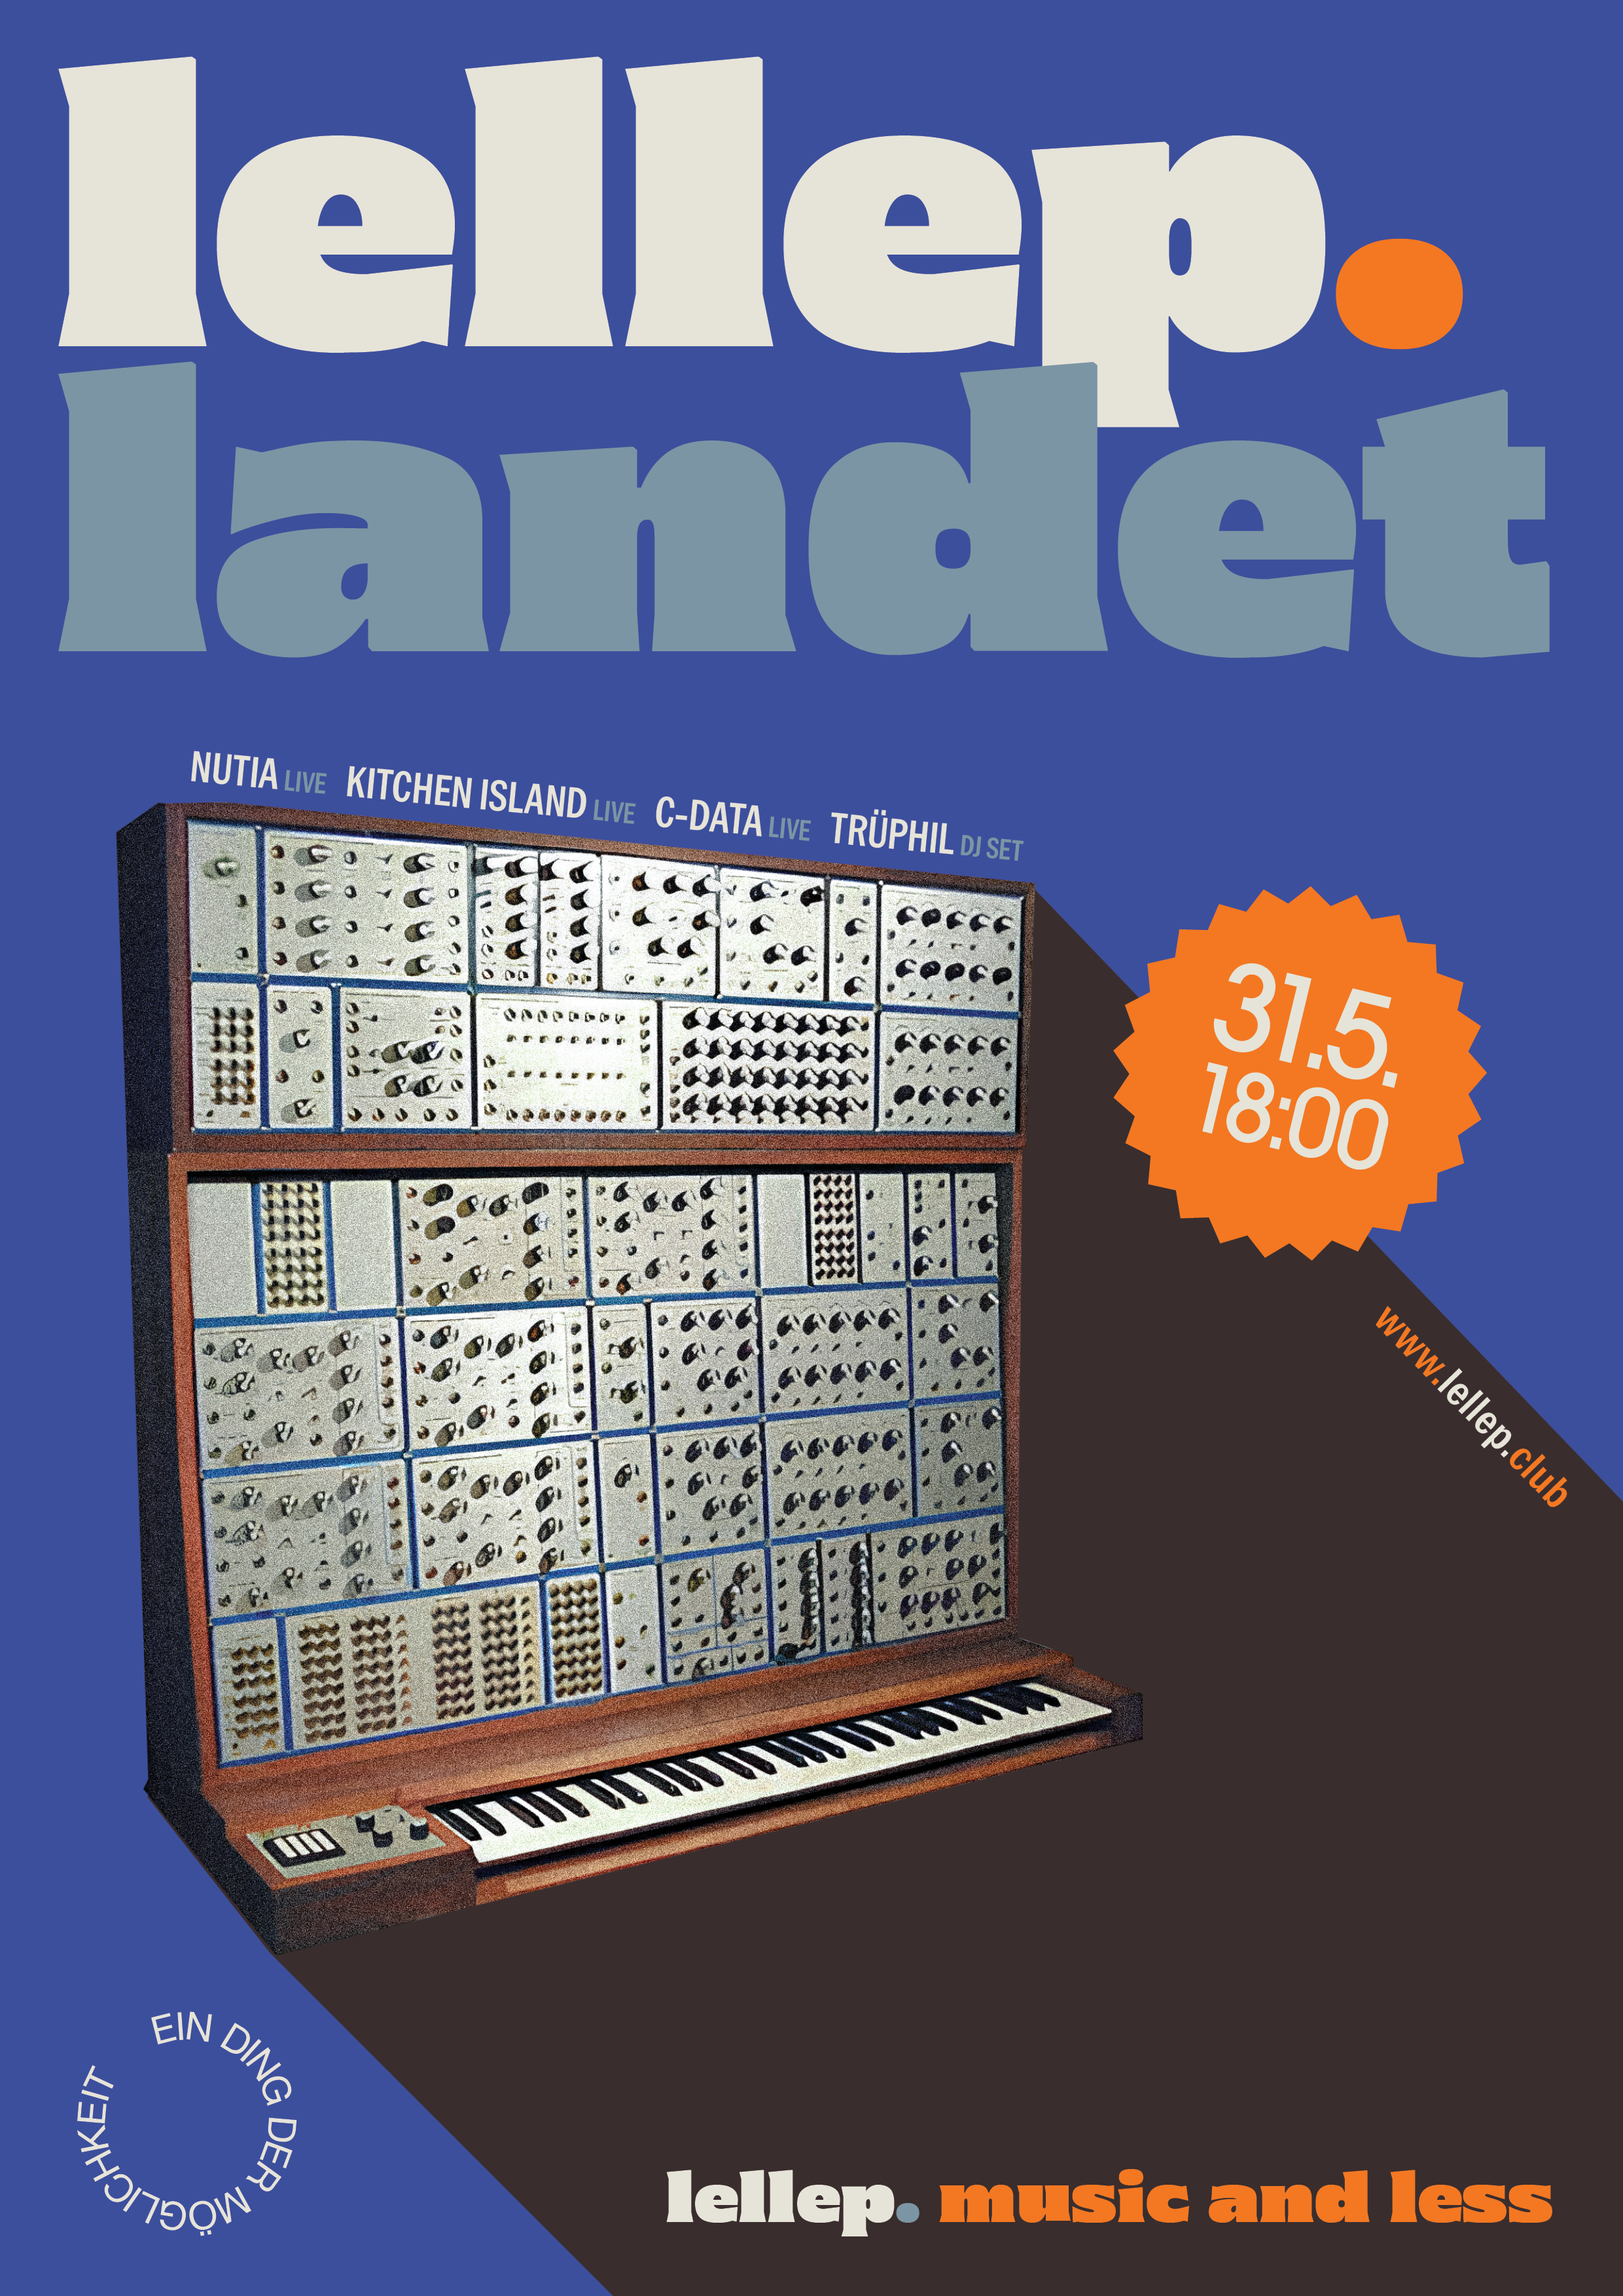 lellep.
landet
NUTIA LIVE KITCHEN ISLAND LIVE C-DATA LIVE TRÜPHIL DJ SET
31.5.
18:00
www.lellep.club
EIN DING DER MÖGLICHKEIT
lellep. music and less